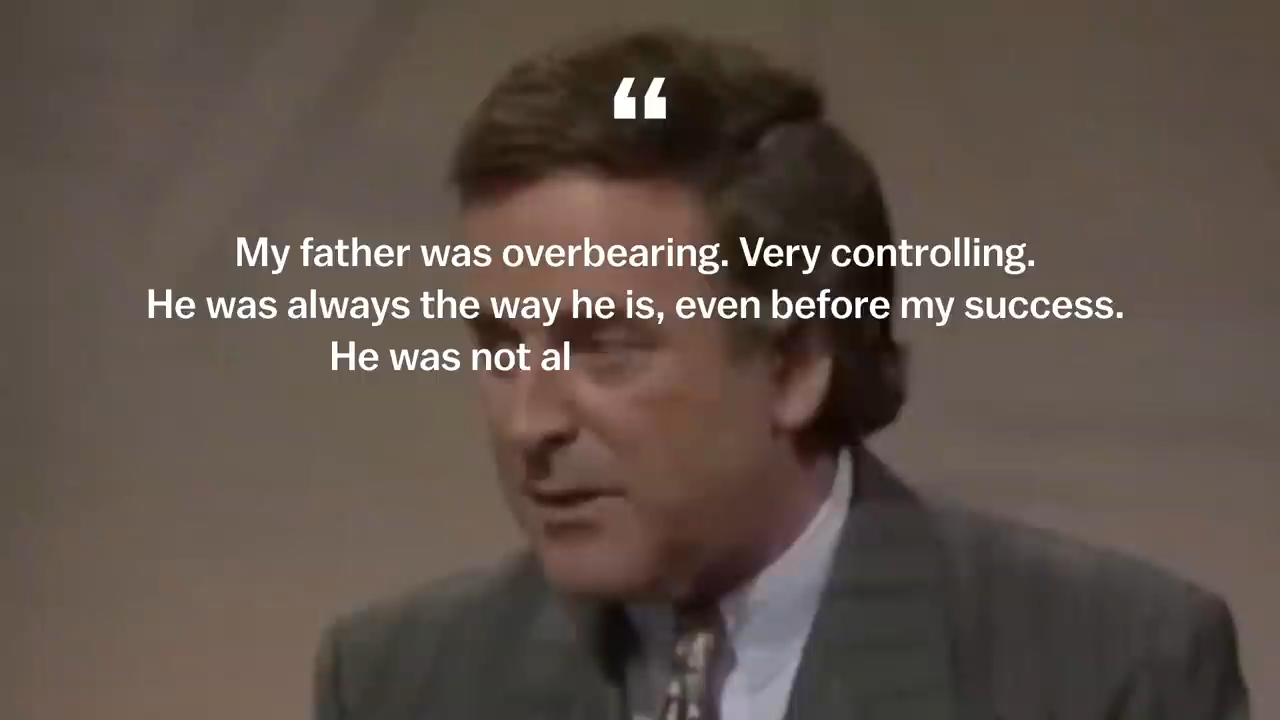 “
My father was overbearing. Very controlling.
He was always the way he is, even before my success.
He was not al